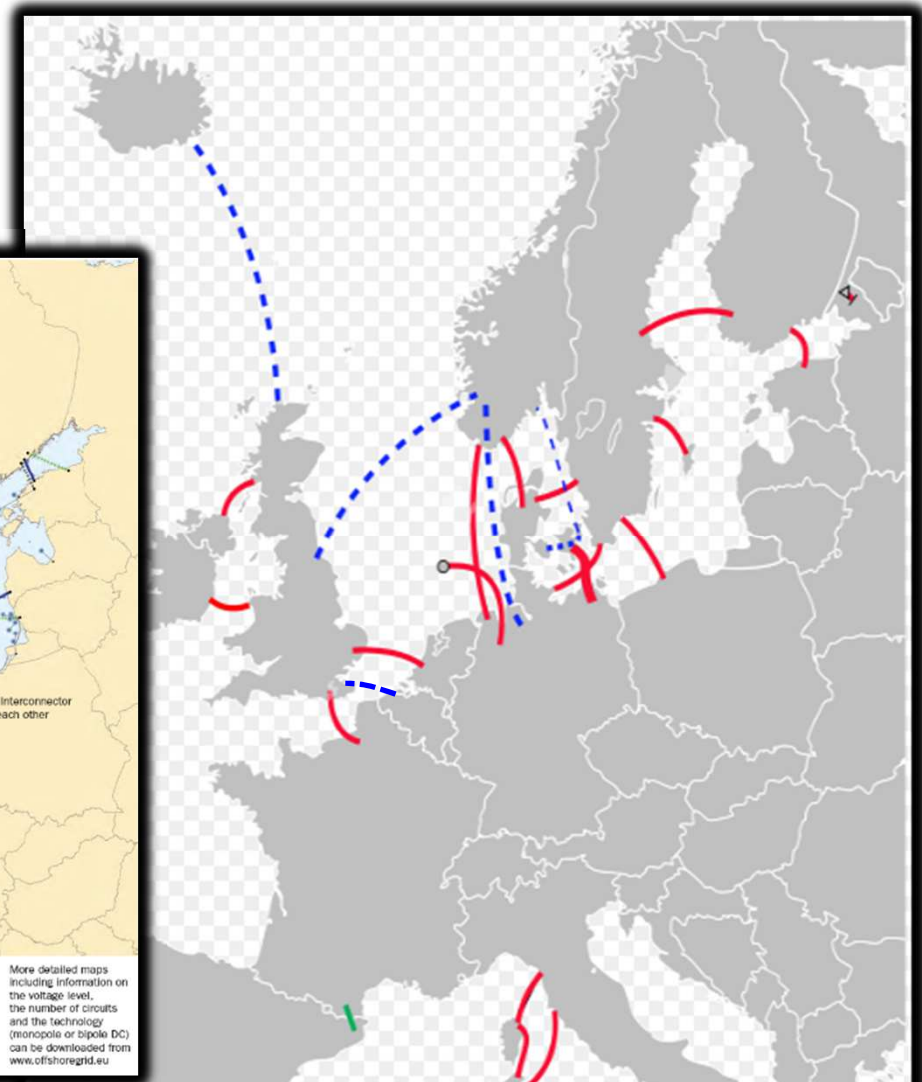 Interconnector
each other
More detailed maps
including information on
the voltage level,
the number of circuits
and the technology
(monopole or bipole DC)
can be downloaded from
www.offshoregrid.eu